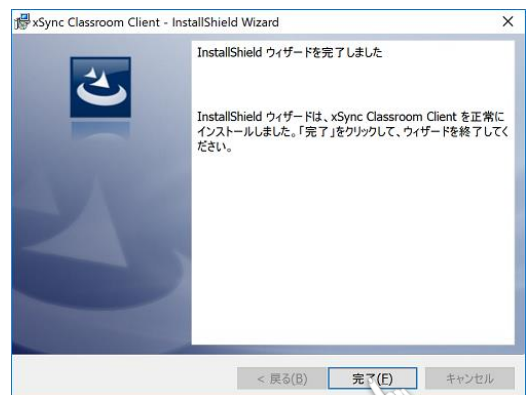 xSync Classroom Client - InstallShield Wizard
InstallShield ウィザードを完了しました
InstallShield ウィザードは、xSync Classroom Client を正常に
インストールしました。「完了」をクリックして、ウィザードを終了してく
ださい。
< 戻る(B)
完了(F)
キャンセル